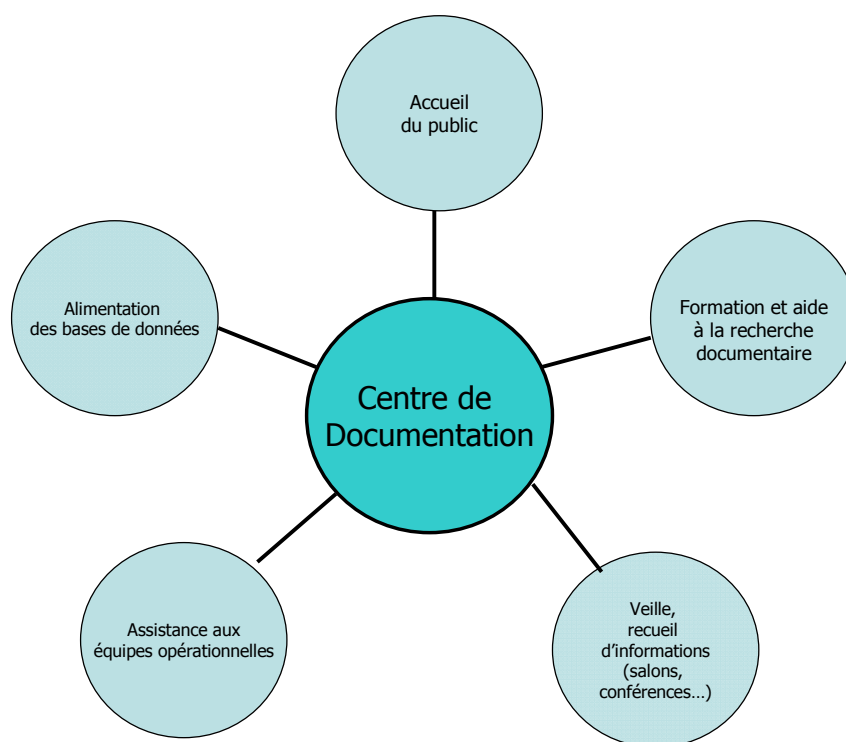 Accueil
du public
Alimentation
des bases de données
Formation et aide
à la recherche
documentaire
Centre de
Documentation
Assistance aux
équipes opérationnelles
Veille,
recueil
d'informations
(salons,
conférences…)